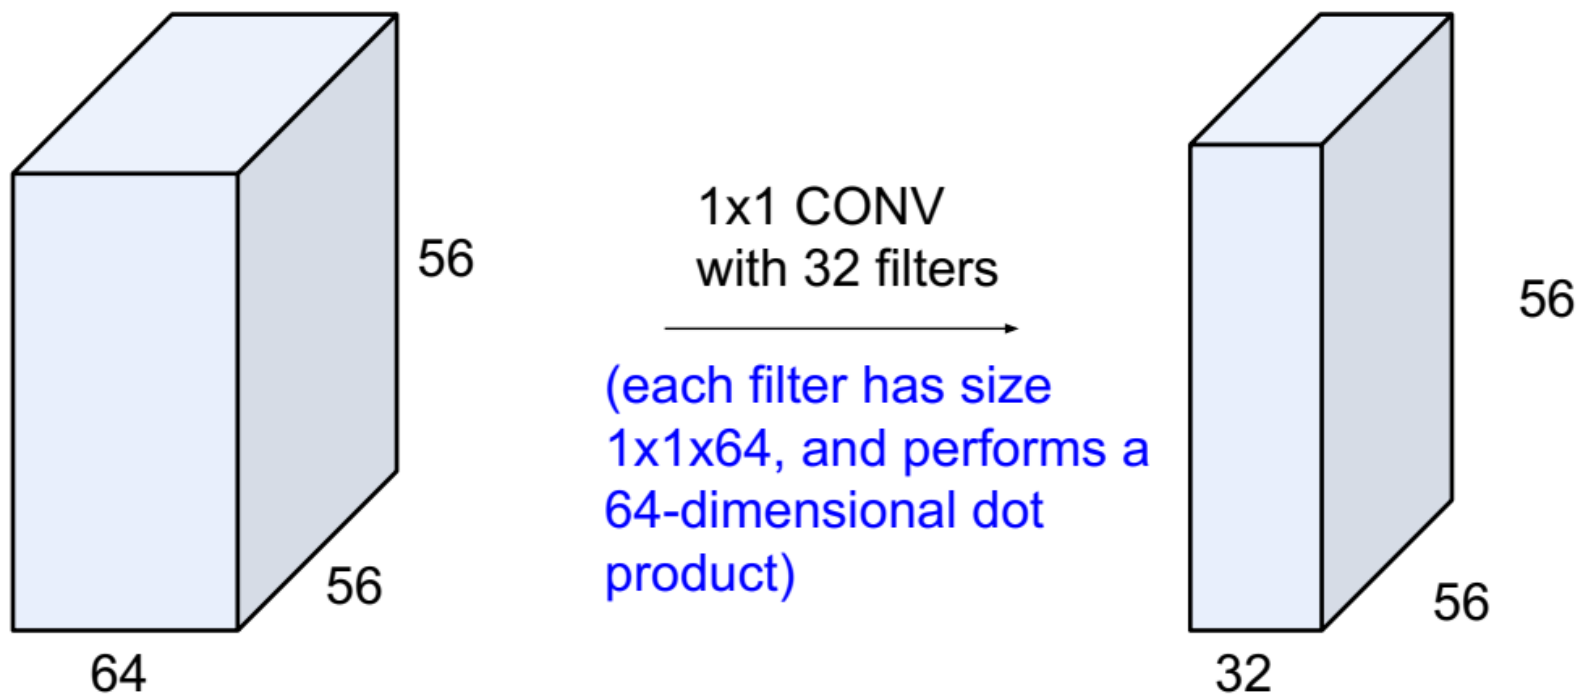 56
56
64
1x1 CONV
with 32 filters
(each filter has size
1x1x64, and performs a
64-dimensional dot
product)
56
56
32